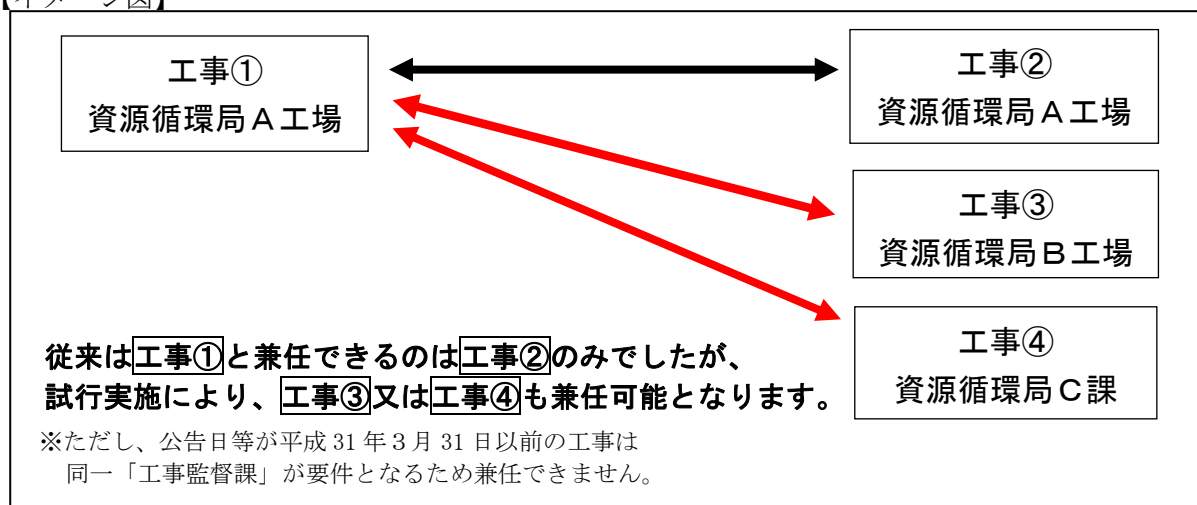 【イメージ図】
工事①
資源循環局Ａ工場
工事②
資源循環局Ａ工場
工事③
資源循環局Ｂ工場
工事④
資源循環局Ｃ課
従来は工事①と兼任できるのは工事②のみでしたが、
試行実施により、工事③又は工事④も兼任可能となります。
※ただし、公告日等が平成 31 年３月 31 日以前の工事は
同一「工事監督課」が要件となるため兼任できません。